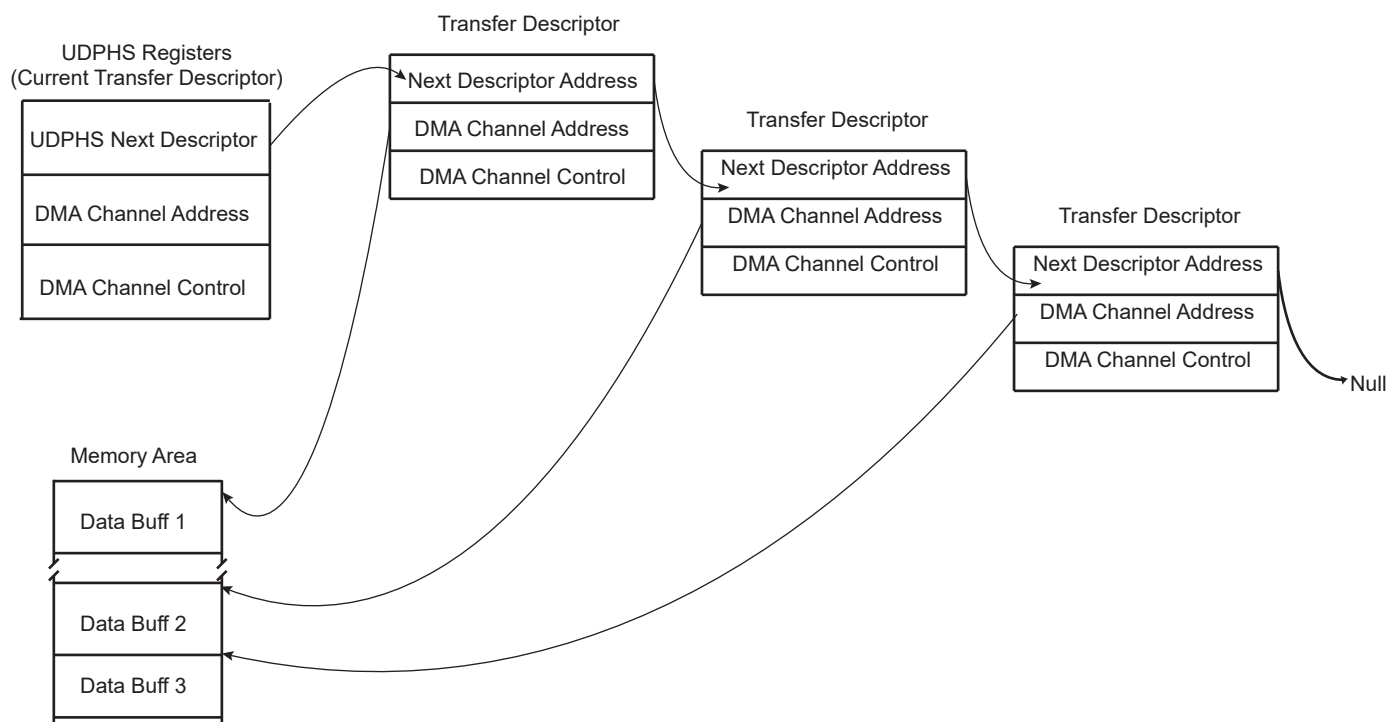 UDPHS Registers
(Current Transfer Descriptor)
UDPHS Next Descriptor
DMA Channel Address
DMA Channel Control
Transfer Descriptor
Next Descriptor Address
DMA Channel Address
DMA Channel Control
Transfer Descriptor
Next Descriptor Address
DMA Channel Address
DMA Channel Control
Transfer Descriptor
Next Descriptor Address
DMA Channel Address
DMA Channel Control
Null
Memory Area
Data Buff 1
Data Buff 2
Data Buff 3